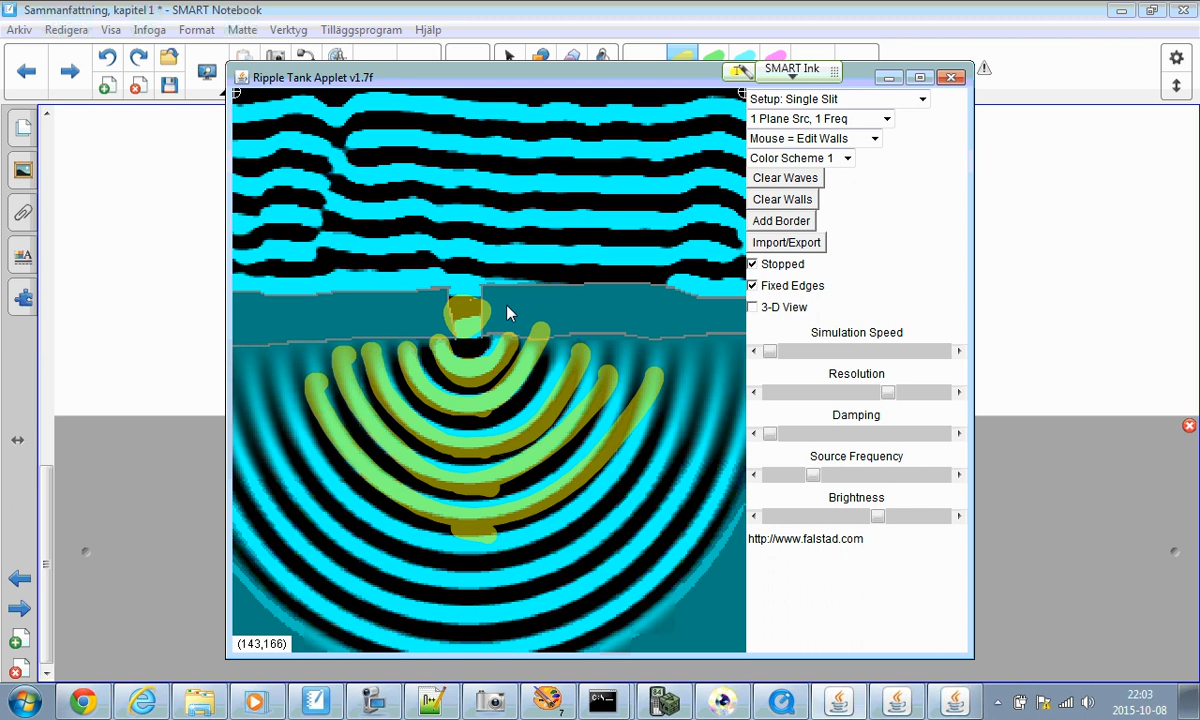 Sammanfattning, kapitel 1 * - SMART Notebook
Arkiv Redigera Visa Infoga Format Matte Verktyg Tilläggsprogram Hjälp
SMART Ink
Ripple Tank Applet v1.7f
Setup: Single Slit
1 Plane Src, 1 Freq
Mouse = Edit Walls
Color Scheme 1
Clear Waves
Clear Walls
Add Border
Import/Export
Stopped
Fixed Edges
3-D View
Simulation Speed
Resolution
Damping
Source Frequency
Brightness
http://www.falstad.com
(143,166)
22:03
2015-10-08